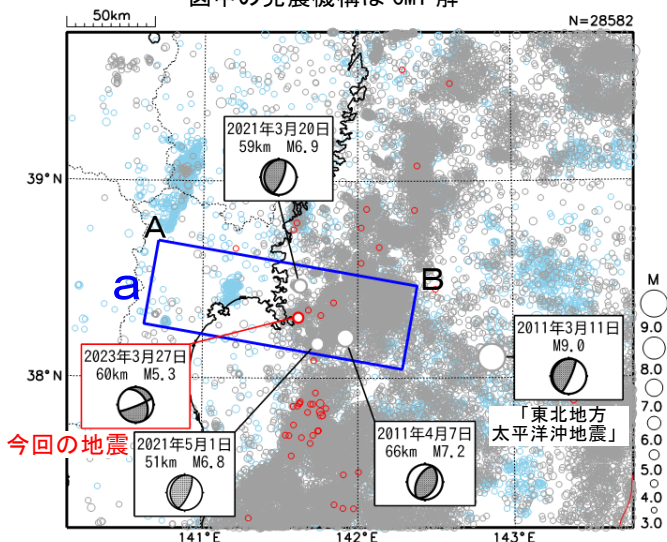 図中の発震機構は CMT 解
50km
N=28582
2021年3月20日
59km M6.9
39°N
A
a
B
M
2011年3月11日
M9.0
9.0
2023年3月27日
60km M5.3
38°N
8.0
7.0
「東北地方
太平洋沖地震」
今回の地震
2021年5月1日
51km M6.8
2011年4月7日
66km M7.2
6.0
5.0
4.0
3.0
141°E
142°E
143°E